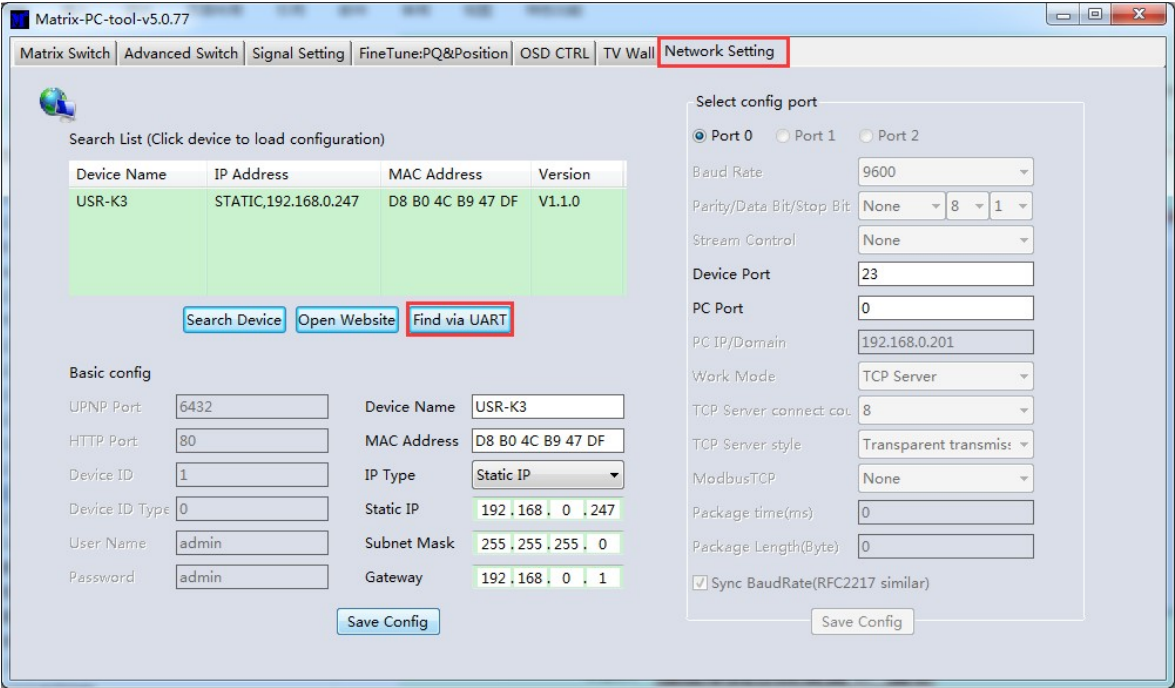 Matrix-PC-tool-v5.0.77
Matrix Switch Advanced Switch Signal Setting FineTune:PQ&Position OSD CTRL TV Wall Network Setting
Search List (Click device to load configuration)
Device Name IP Address MAC Address Version
USR-K3 STATIC,192.168.0.247 D8 B0 4C B9 47 DF V1.1.0
Search Device Open Website Find via UART
Basic config
UPNP Port 6432 Device Name USR-K3
HTTP Port 80 MAC Address D8 B0 4C B9 47 DF
Device ID 1 IP Type Static IP
Device ID Type 0 Static IP 192 . 168 . 0 . 247
User Name admin Subnet Mask 255 . 255 . 255 . 0
Password admin Gateway 192 . 168 . 0 . 1
Save Config
Select config port
Port 0 Port 1 Port 2
Baud Rate 9600
Parity/Data Bit/Stop Bit None 8 1
Stream Control None
Device Port 23
PC Port 0
PC IP/Domain 192.168.0.201
Work Mode TCP Server
TCP Server connect cou 8
TCP Server style Transparent transmis
ModbusTCP None
Package time(ms) 0
Package Length(Byte) 0
Sync BaudRate(RFC2217 similar)
Save Config